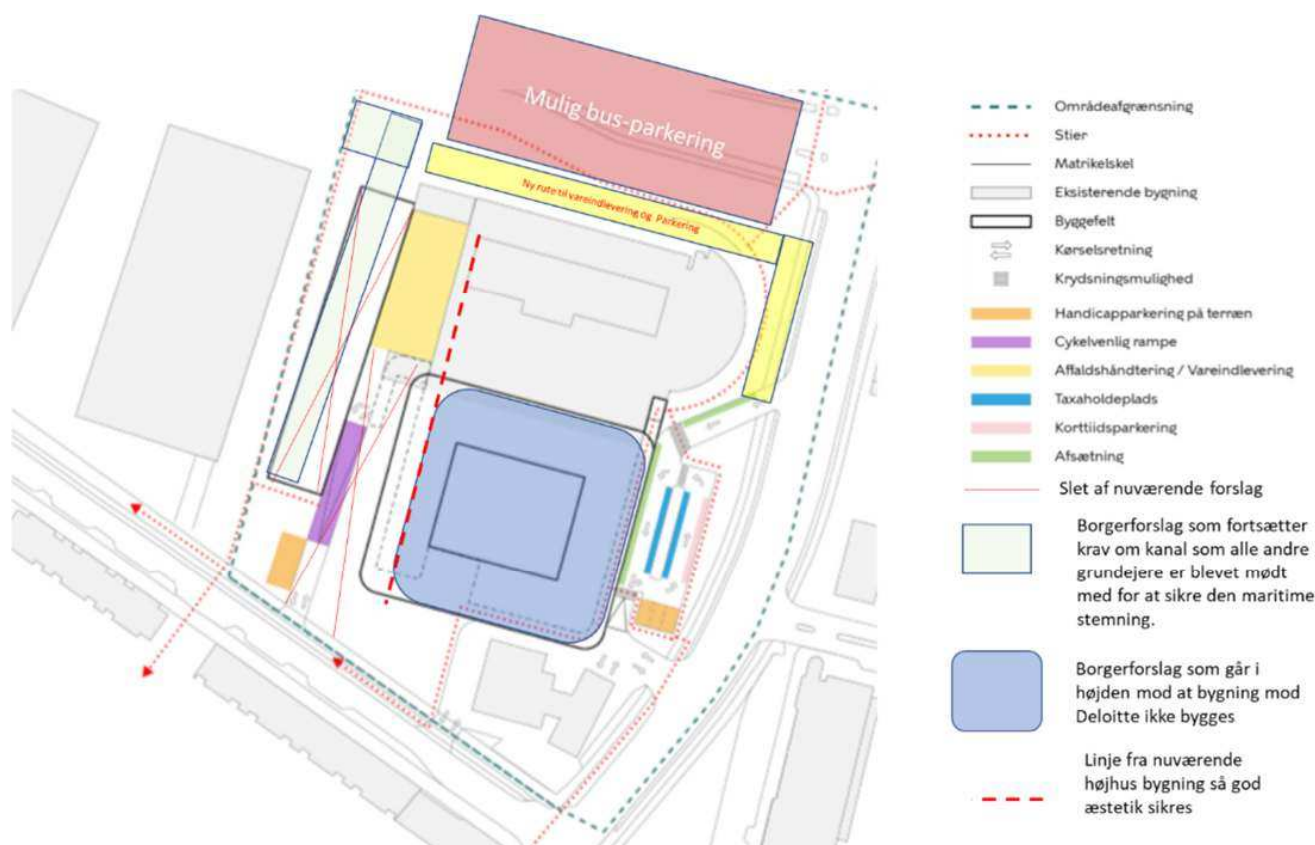 Mulig bus-parkering
Ny rute til vareindlevering og Parkering
Områdeafgrænsning
Stier
Matrikelskel
Eksisterende bygning
Byggefelt
Kørselsretning
Krydsningsmulighed
Handicapparkering på terræn
Cykelvenlig rampe
Affaldshåndtering / Vareindlevering
Taxaholdeplads
Korttidsparkering
Afsætning
Slet af nuværende forslag
Borgerforslag som fortsætter
krav om kanal som alle andre
grundejere er blevet mødt
med for at sikre den maritime
stemning.
Borgerforslag som går i
højden mod at bygning mod
Deloitte ikke bygges
Linje fra nuværende
højhus bygning så god
æstetik sikres